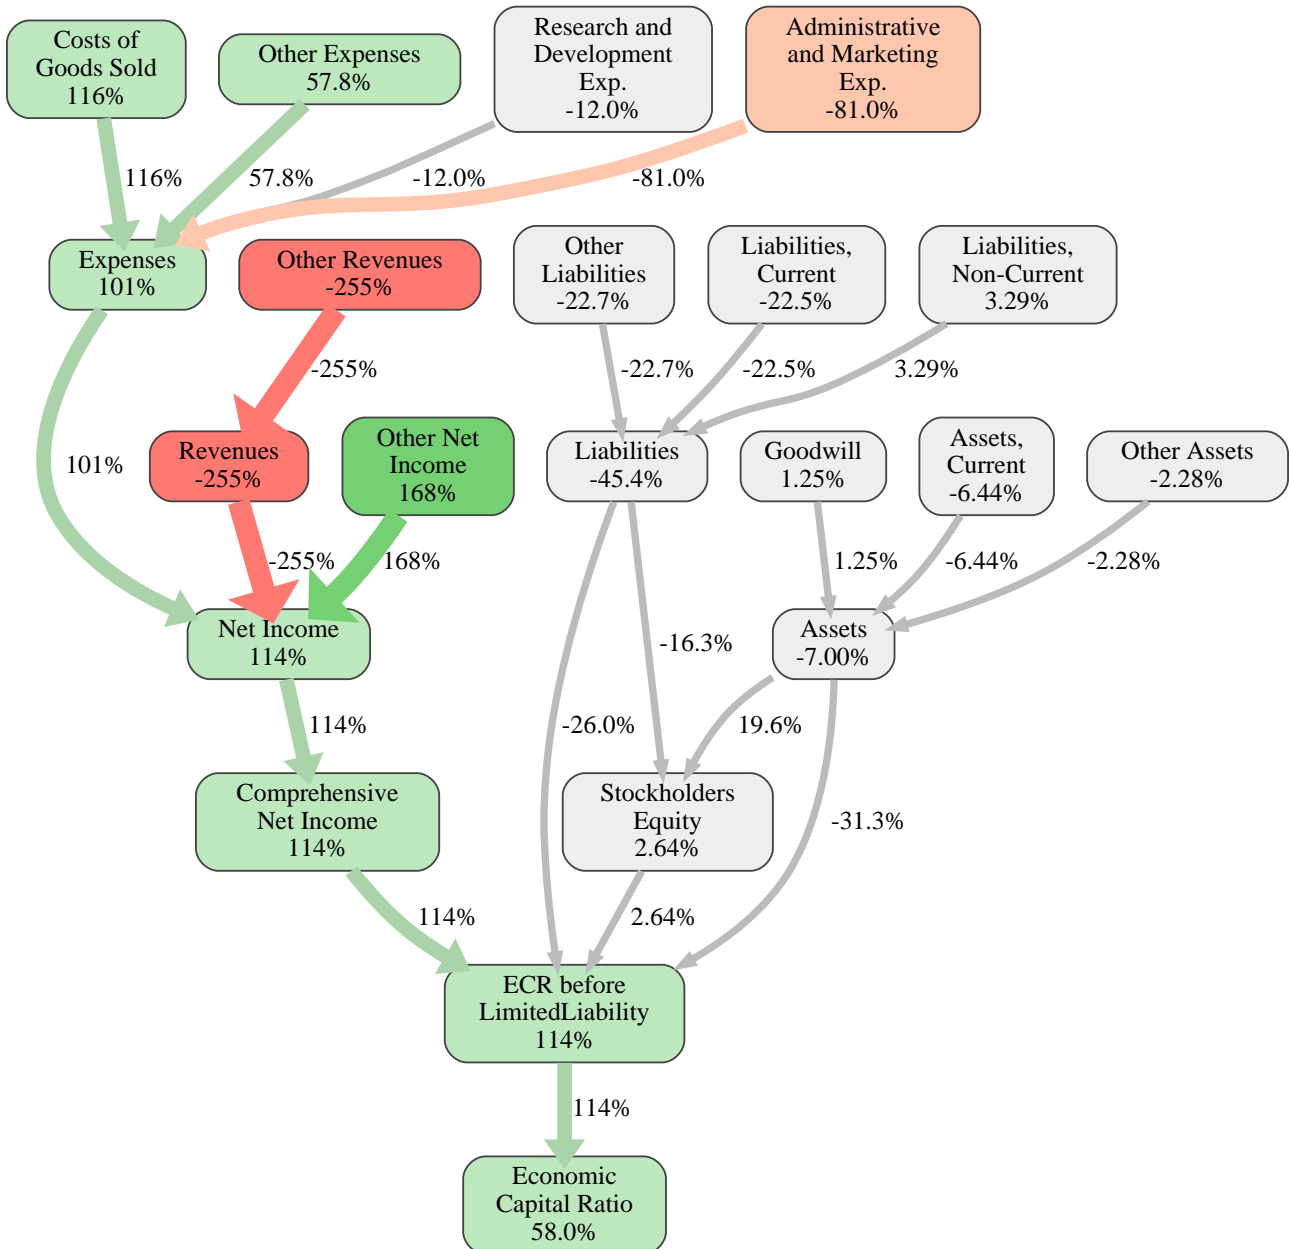 Costs of
Goods Sold
116%
Other Expenses
57.8%
Research and
Development
Exp.
-12.0%
Administrative
and Marketing
Exp.
-81.0%
116%
57.8%
-12.0%
-81.0%
Expenses
101%
Other Revenues
-255%
Other
Liabilities
-22.7%
Liabilities,
Current
-22.5%
Liabilities,
Non-Current
3.29%
-255%
-22.7%
-22.5%
3.29%
101%
Revenues
-255%
Other Net
Income
168%
Liabilities
-45.4%
Goodwill
1.25%
Assets,
Current
-6.44%
Other Assets
-2.28%
-255%
168%
1.25%
-6.44%
-2.28%
Net Income
114%
-16.3%
Assets
-7.00%
114%
-26.0%
19.6%
Comprehensive
Net Income
114%
Stockholders
Equity
2.64%
-31.3%
114%
2.64%
ECR before
LimitedLiability
114%
114%
Economic
Capital Ratio
58.0%